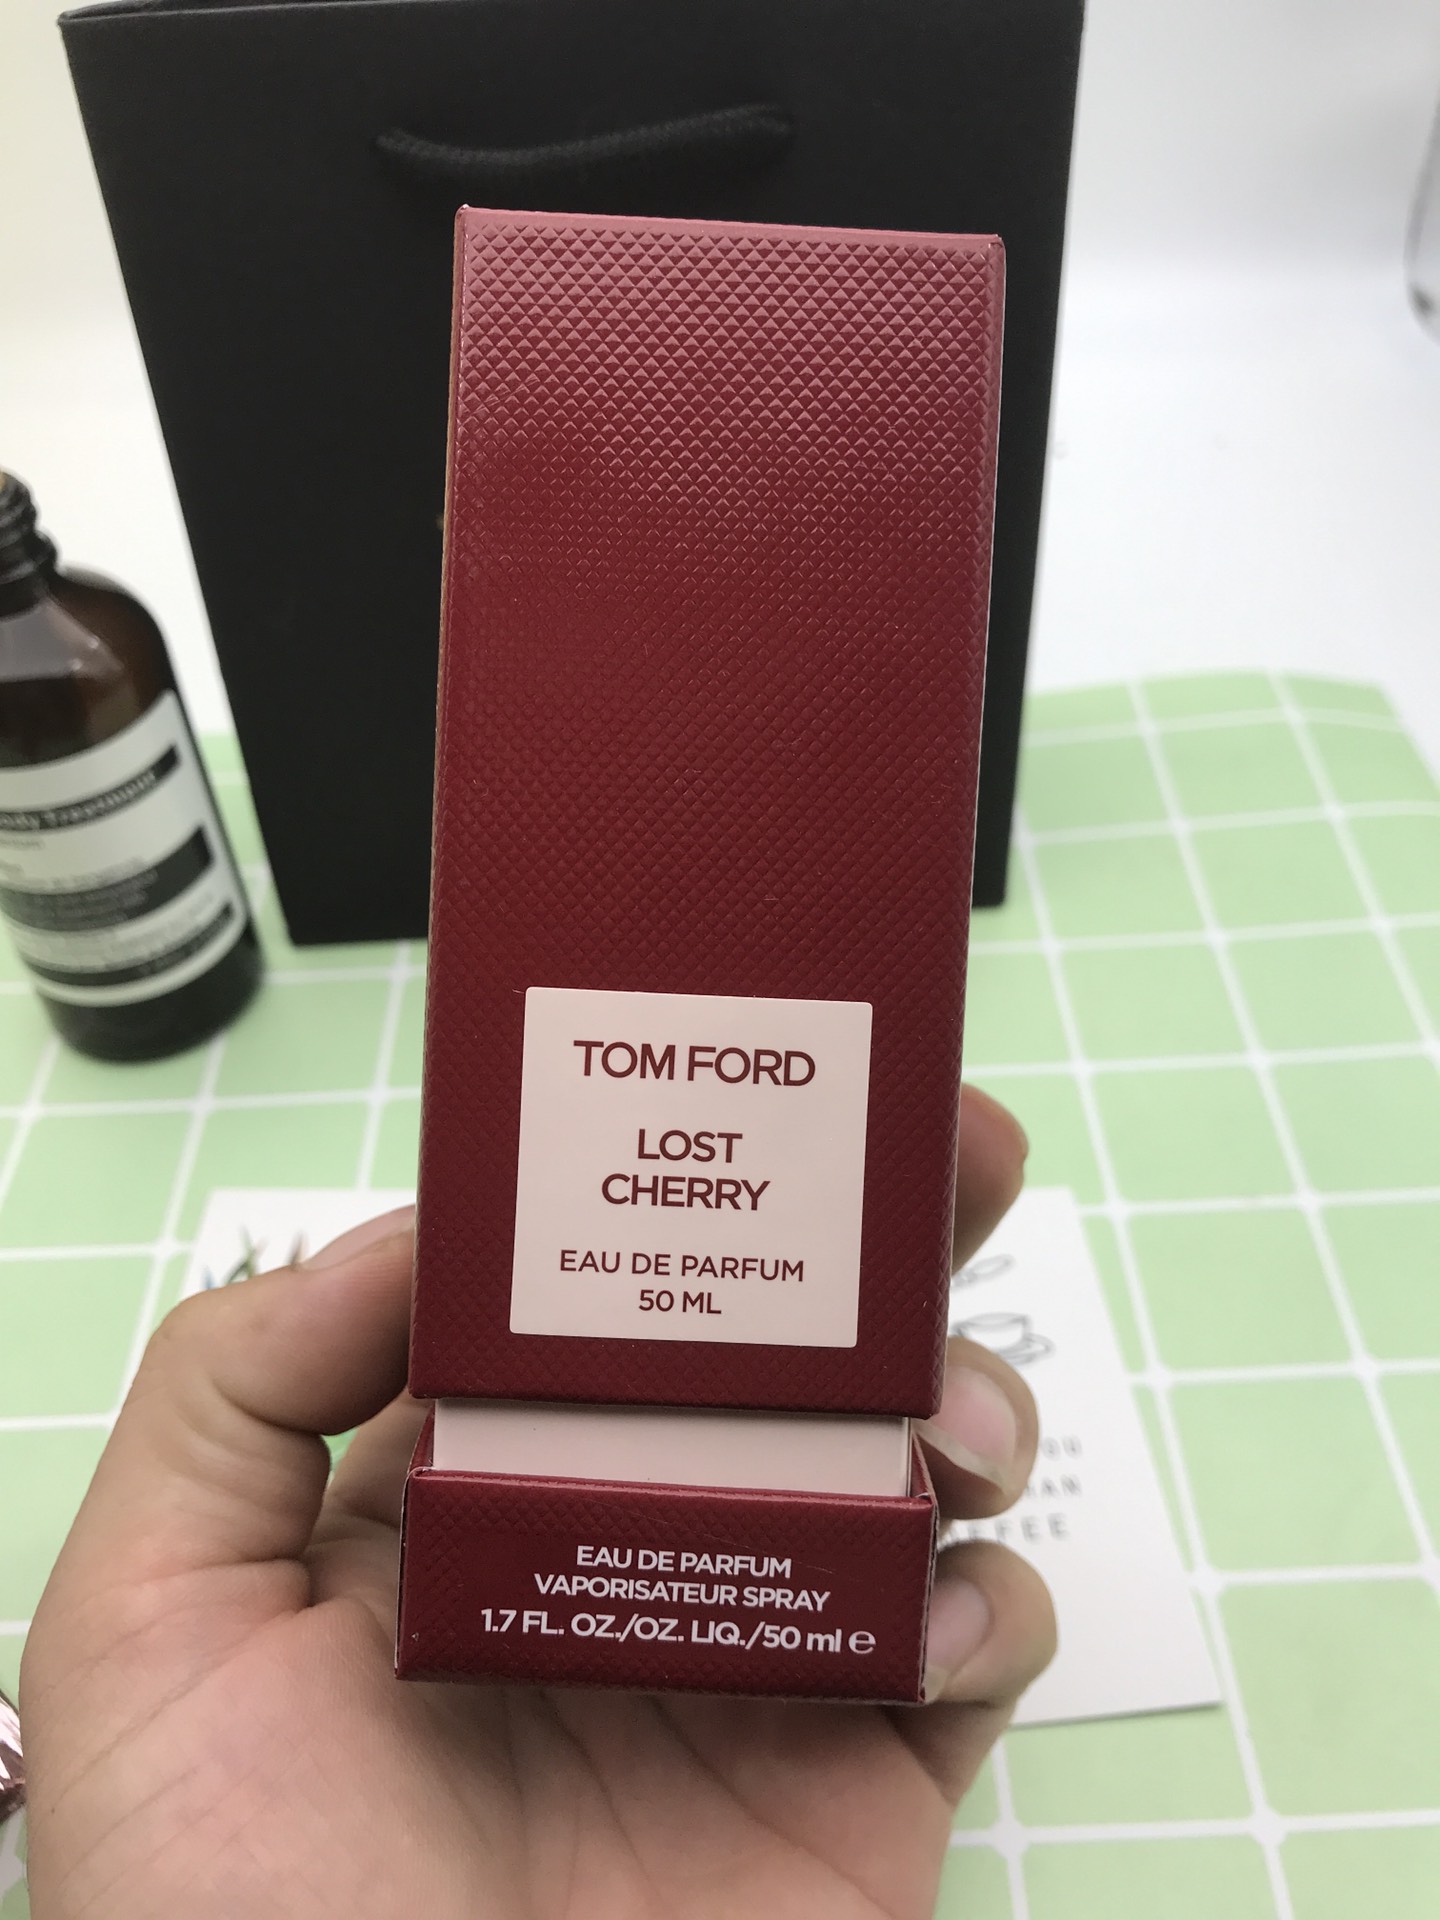 TOM FORD
LOST
CHERRY
EAU DE PARFUM
50 ML
EAU DE PARFUM
VAPORISATEUR SPRAY
1.7 FL. OZ./OZ. LIQ./50 ml ℮
Treatment